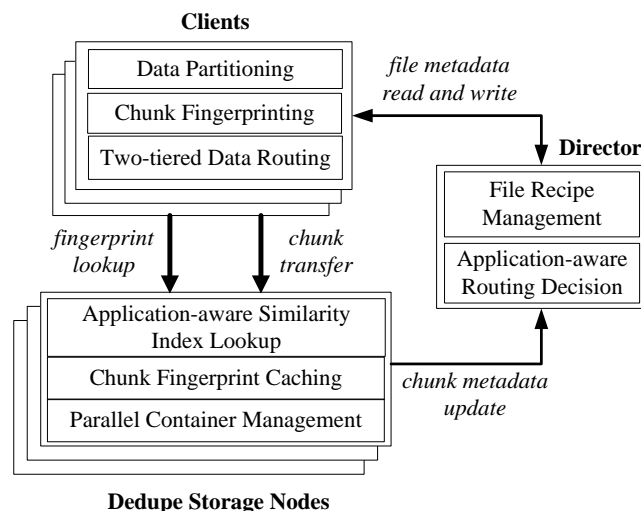 Clients
Data Partitioning
Chunk Fingerprinting
Two-tiered Data Routing
file metadata
read and write
Director
File Recipe
Management
Application-aware
Routing Decision
fingerprint
lookup
chunk
transfer
Application-aware Similarity
Index Lookup
Chunk Fingerprint Caching
Parallel Container Management
chunk metadata
update
Dedupe Storage Nodes